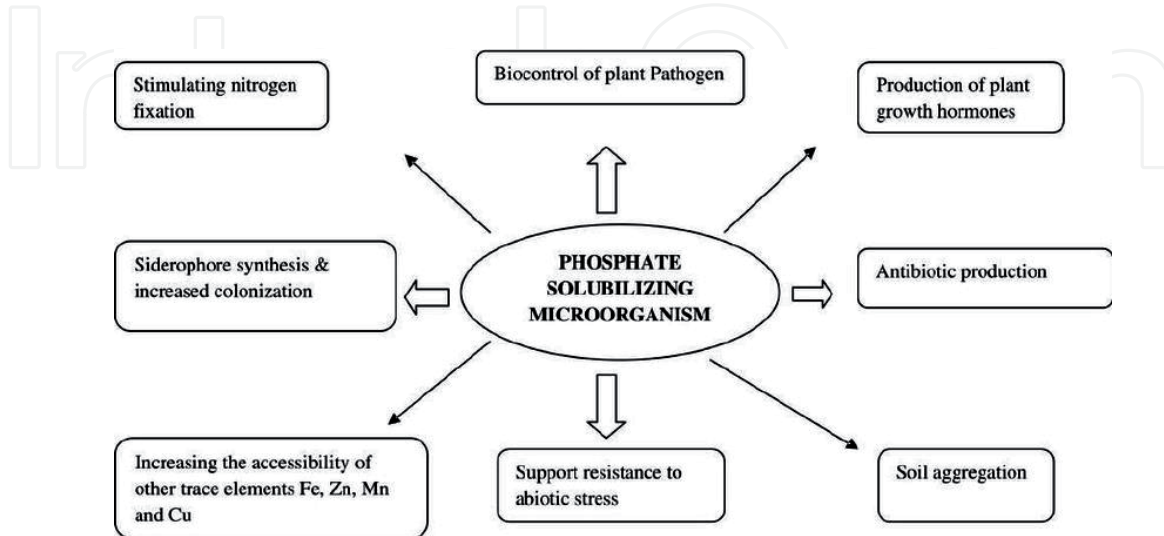 Stimulating nitrogen
fixation
Biocontrol of plant Pathogen
Production of plant
growth hormones
Siderophore synthesis &
increased colonization
PHOSPHATE
SOLUBILIZING
MICROORGANISM
Antibiotic production
Increasing the accessibility of
other trace elements Fe, Zn, Mn
and Cu
Support resistance to
abiotic stress
Soil aggregation